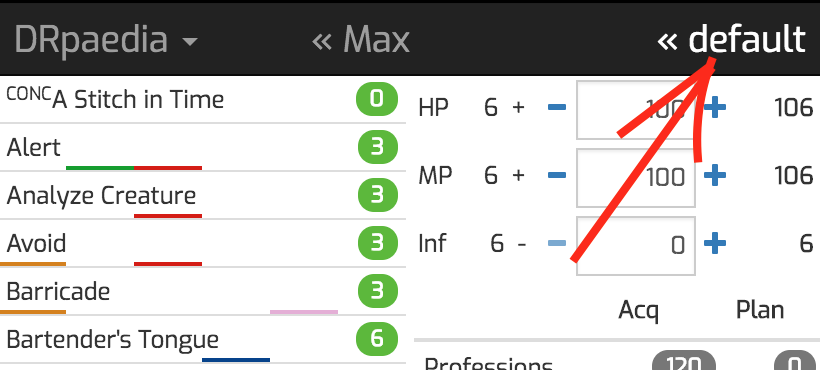 DRpaedia « Max « default
CONCA Stitch in Time 0
Alert 3
Analyze Creature 3
Avoid 3
Barricade 3
Bartender's Tongue 6
HP 6 + 100 106
MP 6 + 100 106
Inf 6 - 0 6
Acq Plan
Professions 120 0